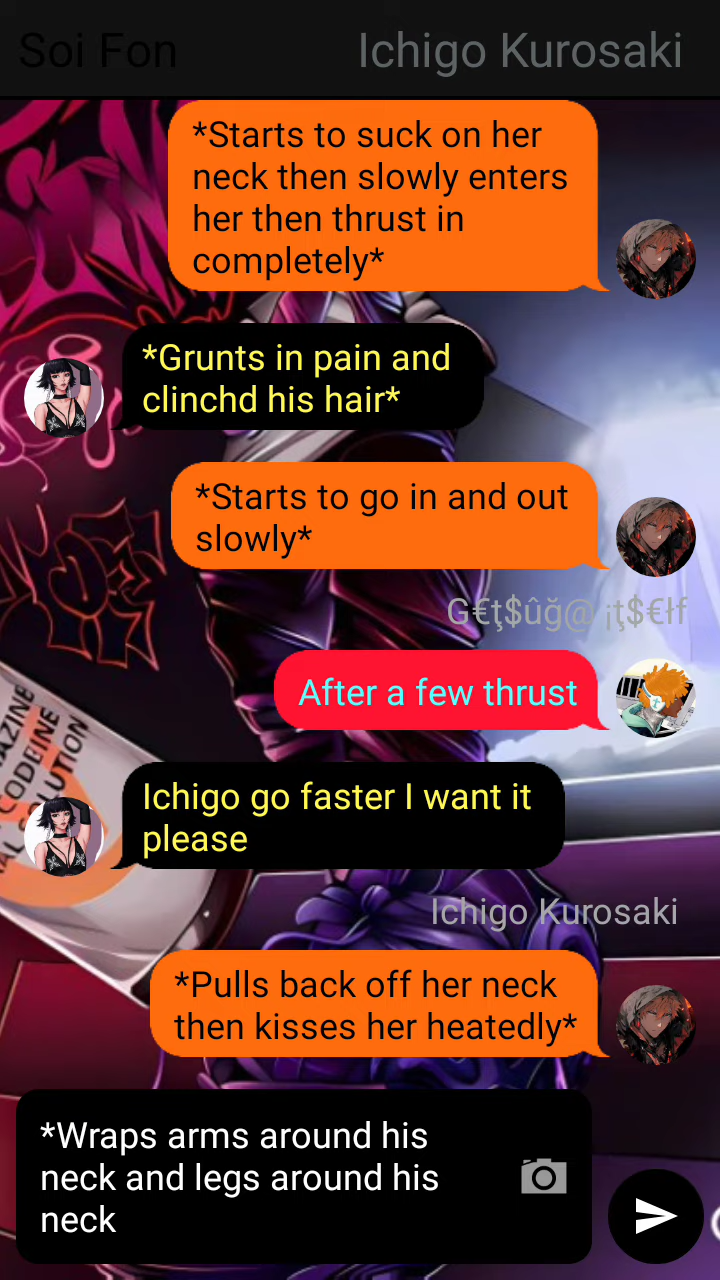 Soi Fon
Ichigo Kurosaki
*Starts to suck on her
neck then slowly enters
her then thrust in
completely*
*Grunts in pain and
clinchd his hair*
*Starts to go in and out
slowly*
G€ţ$ûğ@ ¡ţ$€łf
After a few thrust
Ichigo go faster I want it
please
Ichigo Kurosaki
*Pulls back off her neck
then kisses her heatedly*
*Wraps arms around his
neck and legs around his
neck
CODEINE